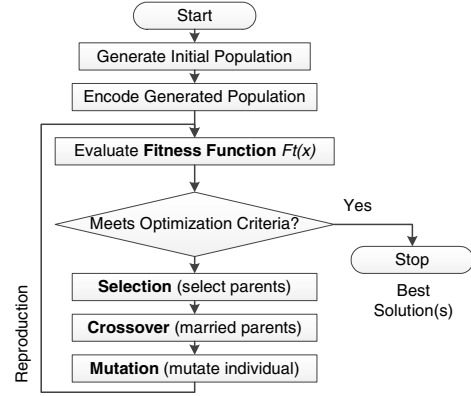 Start
Generate Initial Population
Encode Generated Population
Evaluate Fitness Function Ft(x)
Meets Optimization Criteria?
Yes
Stop
Best
Solution(s)
Selection (select parents)
Crossover (married parents)
Mutation (mutate individual)
Reproduction